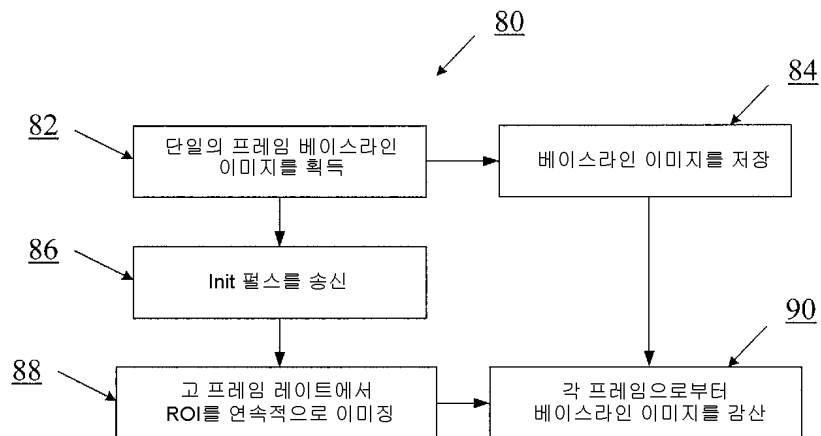 80
82
단일의 프레임 베이스라인
이미지를 획득
84
베이스라인 이미지를 저장
86
Init 펄스를 송신
88
고 프레임 레이트에서
ROI를 연속적으로 이미징
90
각 프레임으로부터
베이스라인 이미지를 감산